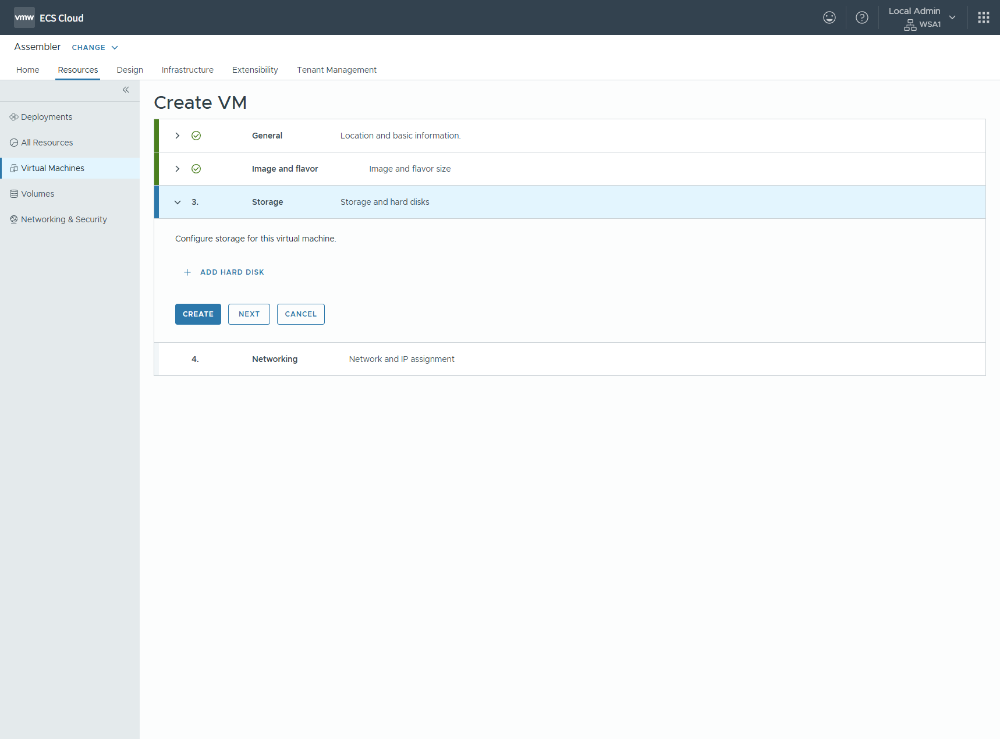 vmw ECS Cloud
Local Admin
WSA1
Assembler CHANGE
Home Resources Design Infrastructure Extensibility Tenant Management
Deployments
All Resources
Virtual Machines
Volumes
Networking & Security
Create VM
General Location and basic information.
Image and flavor Image and flavor size
3. Storage Storage and hard disks
Configure storage for this virtual machine.
ADD HARD DISK
CREATE NEXT CANCEL
4. Networking Network and IP assignment